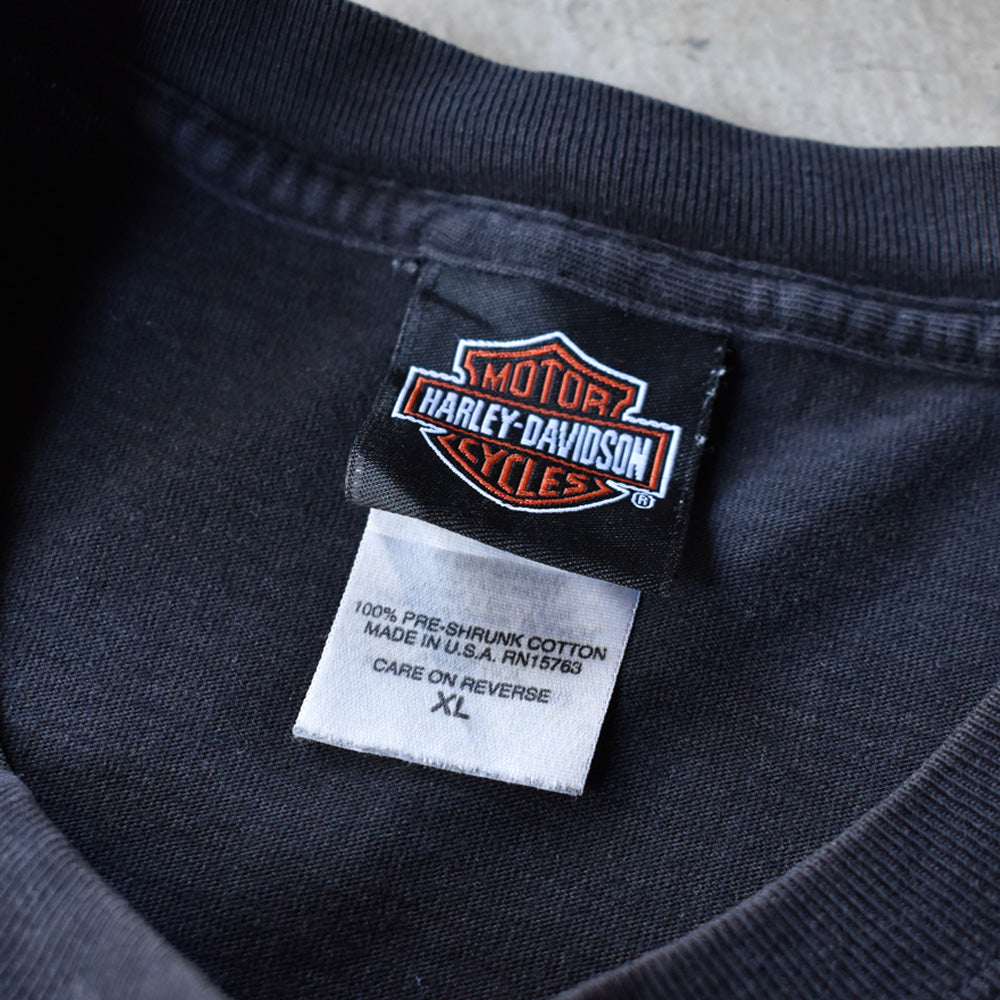 MOTOR
HARLEY-DAVIDSON
CYCLES
®
100% PRE-SHRUNK COTTON
MADE IN U.S.A. RN15763
CARE ON REVERSE
XL